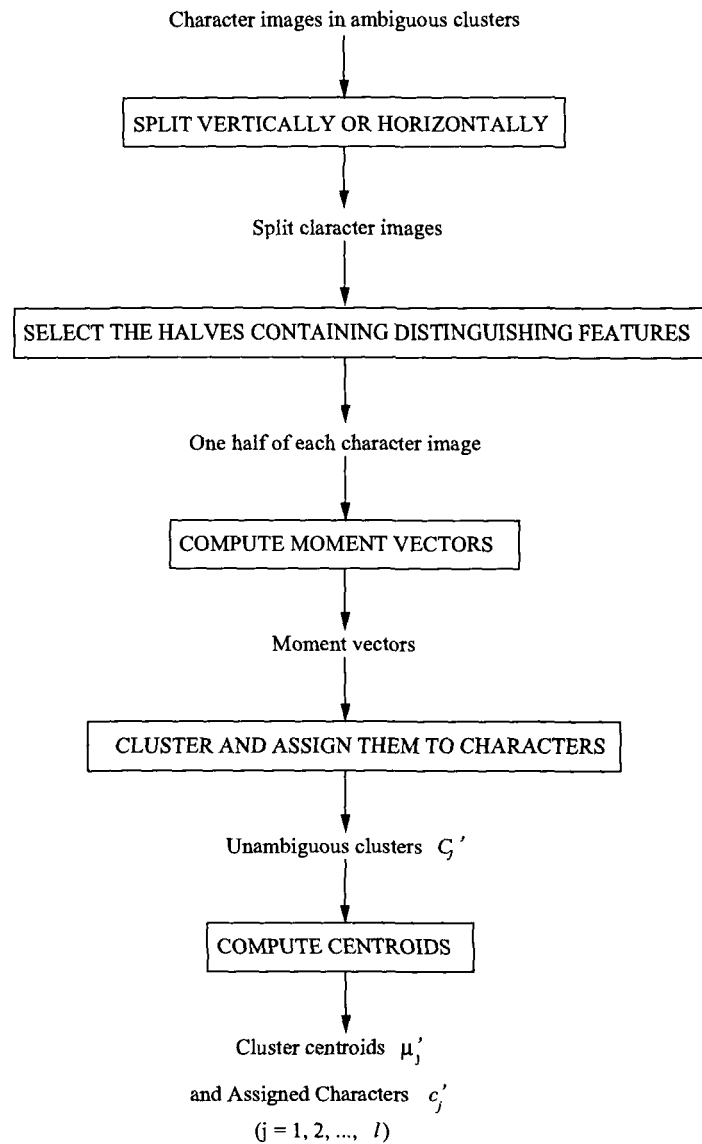 Character images in ambiguous clusters
SPLIT VERTICALLY OR HORIZONTALLY
Split claracter images
SELECT THE HALVES CONTAINING DISTINGUISHING FEATURES
One half of each character image
COMPUTE MOMENT VECTORS
Moment vectors
CLUSTER AND ASSIGN THEM TO CHARACTERS
Unambiguous clusters C_j'
COMPUTE CENTROIDS
Cluster centroids μ_j'
and Assigned Characters c_j'
(j = 1, 2, ..., l)